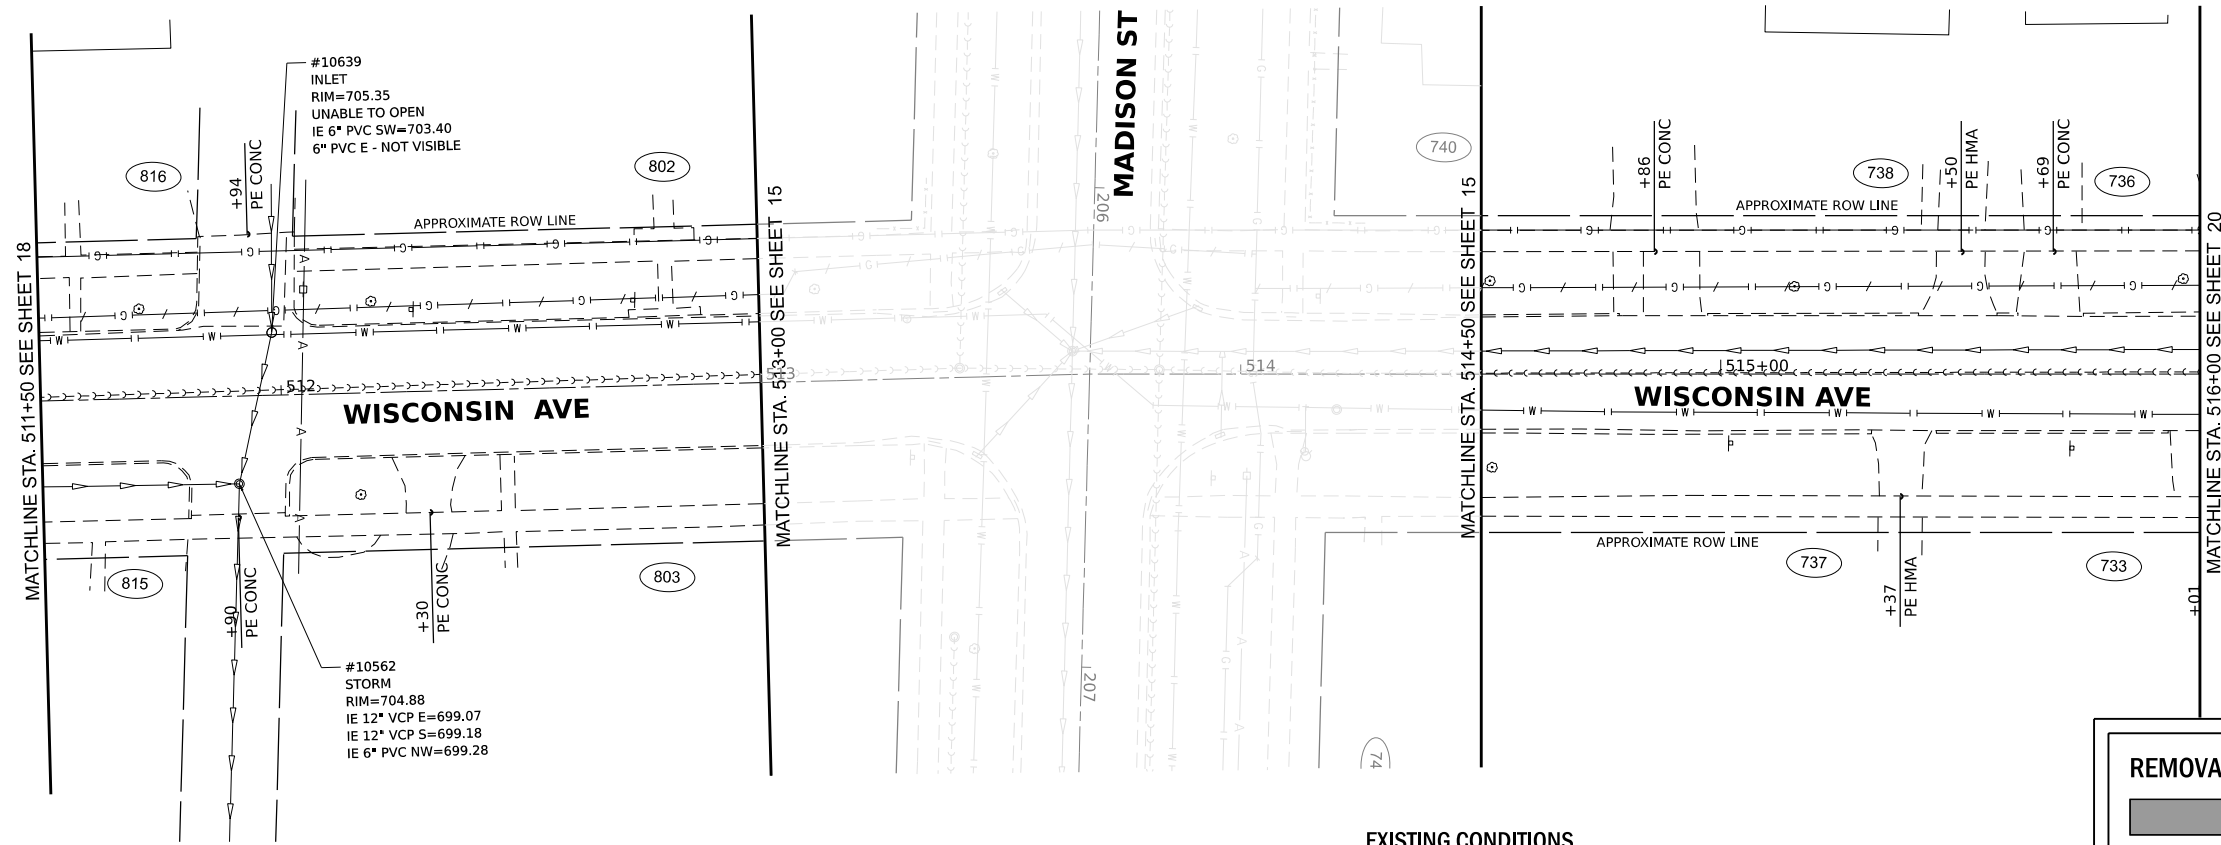 #10639
INLET
RIM=705.35
UNABLE TO OPEN
IE 6" PVC SW=703.40
6" PVC E - NOT VISIBLE
816
+94
PE CONC
802
APPROXIMATE ROW LINE
MATCHLINE STA. 511+50 SEE SHEET 18
512
WISCONSIN AVE
815
+90
PE CONC
+30
PE CONC
803
#10562
STORM
RIM=704.88
IE 12" VCP E=699.07
IE 12" VCP S=699.18
IE 6" PVC NW=699.28
MATCHLINE STA. 513+00 SEE SHEET 15
513
MADISON ST
206
514
207
740
74
MATCHLINE STA. 514+50 SEE SHEET 15
+86
PE CONC
738
+50
PE HMA
+69
PE CONC
736
APPROXIMATE ROW LINE
515+00
WISCONSIN AVE
APPROXIMATE ROW LINE
737
+37
PE HMA
733
+01
MATCHLINE STA. 516+00 SEE SHEET 20
REMOVA
EXISTING CONDITIONS